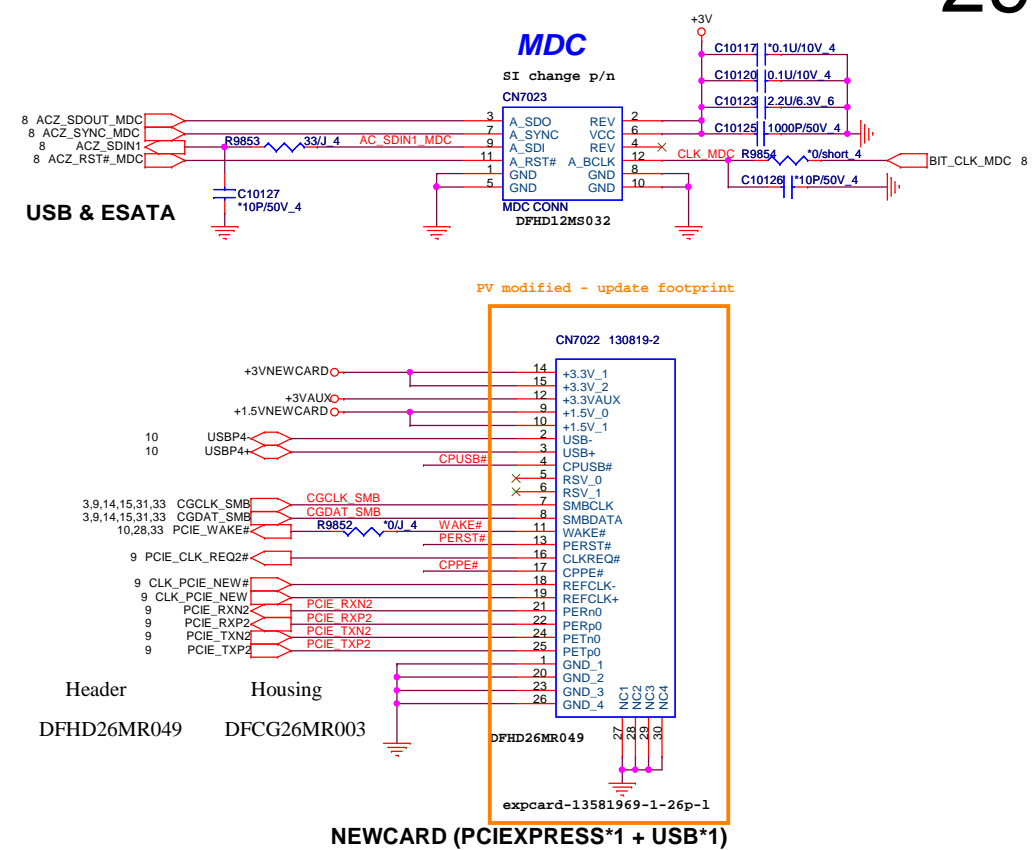 +3V
MDC
SI change p/n
CN7023
C10117 *0.1U/10V_4
C10120 0.1U/10V_4
C10123 2.2U/6.3V_6
C10125 1000P/50V_4
8 ACZ_SDOUT_MDC
8 ACZ_SYNC_MDC
8 ACZ_SDIN1
8 ACZ_RST#_MDC
R9853 33/J_4
AC_SDIN1_MDC
3 A_SDO
7 A_SYNC
9 A_SDI
11 A_RST#
1 GND
5 GND
REV 2
VCC 6
REV 4
A_BCLK 12
GND 8
GND 10
CLK_MDC R9854 *0/short_4
BIT_CLK_MDC 8
C10126 *10P/50V_4
C10127
*10P/50V_4
MDC CONN
DFHD12MS032
USB & ESATA
PV modified - update footprint
CN7022 130819-2
+3VNEWCARD
+3VAUX
+1.5VNEWCARD
10 USBP4-
10 USBP4+
CPUSB#
3,9,14,15,31,33 CGCLK_SMB
CGCLK_SMB
3,9,14,15,31,33 CGDAT_SMB
CGDAT_SMB
10,28,33 PCIE_WAKE#
R9852 *0/J_4
WAKE#
PERST#
9 PCIE_CLK_REQ2#
CPPE#
9 CLK_PCIE_NEW#
9 CLK_PCIE_NEW
9 PCIE_RXN2
PCIE_RXN2
9 PCIE_RXP2
PCIE_RXP2
9 PCIE_TXN2
PCIE_TXN2
9 PCIE_TXP2
PCIE_TXP2
14 +3.3V_1
15 +3.3V_2
12 +3.3VAUX
9 +1.5V_0
10 +1.5V_1
2 USB-
3 USB+
4 CPUSB#
5 RSV_0
6 RSV_1
7 SMBCLK
8 SMBDATA
11 WAKE#
13 PERST#
16 CLKREQ#
17 CPPE#
18 REFCLK-
19 REFCLK+
21 PERn0
22 PERp0
24 PETn0
25 PETp0
1 GND_1
20 GND_2
23 GND_3
26 GND_4
NC1
NC2
NC3
NC4
27
28
29
30
Header Housing
DFHD26MR049 DFCG26MR003
DFHD26MR049
expcard-13581969-1-26p-l
NEWCARD (PCIEXPRESS*1 + USB*1)